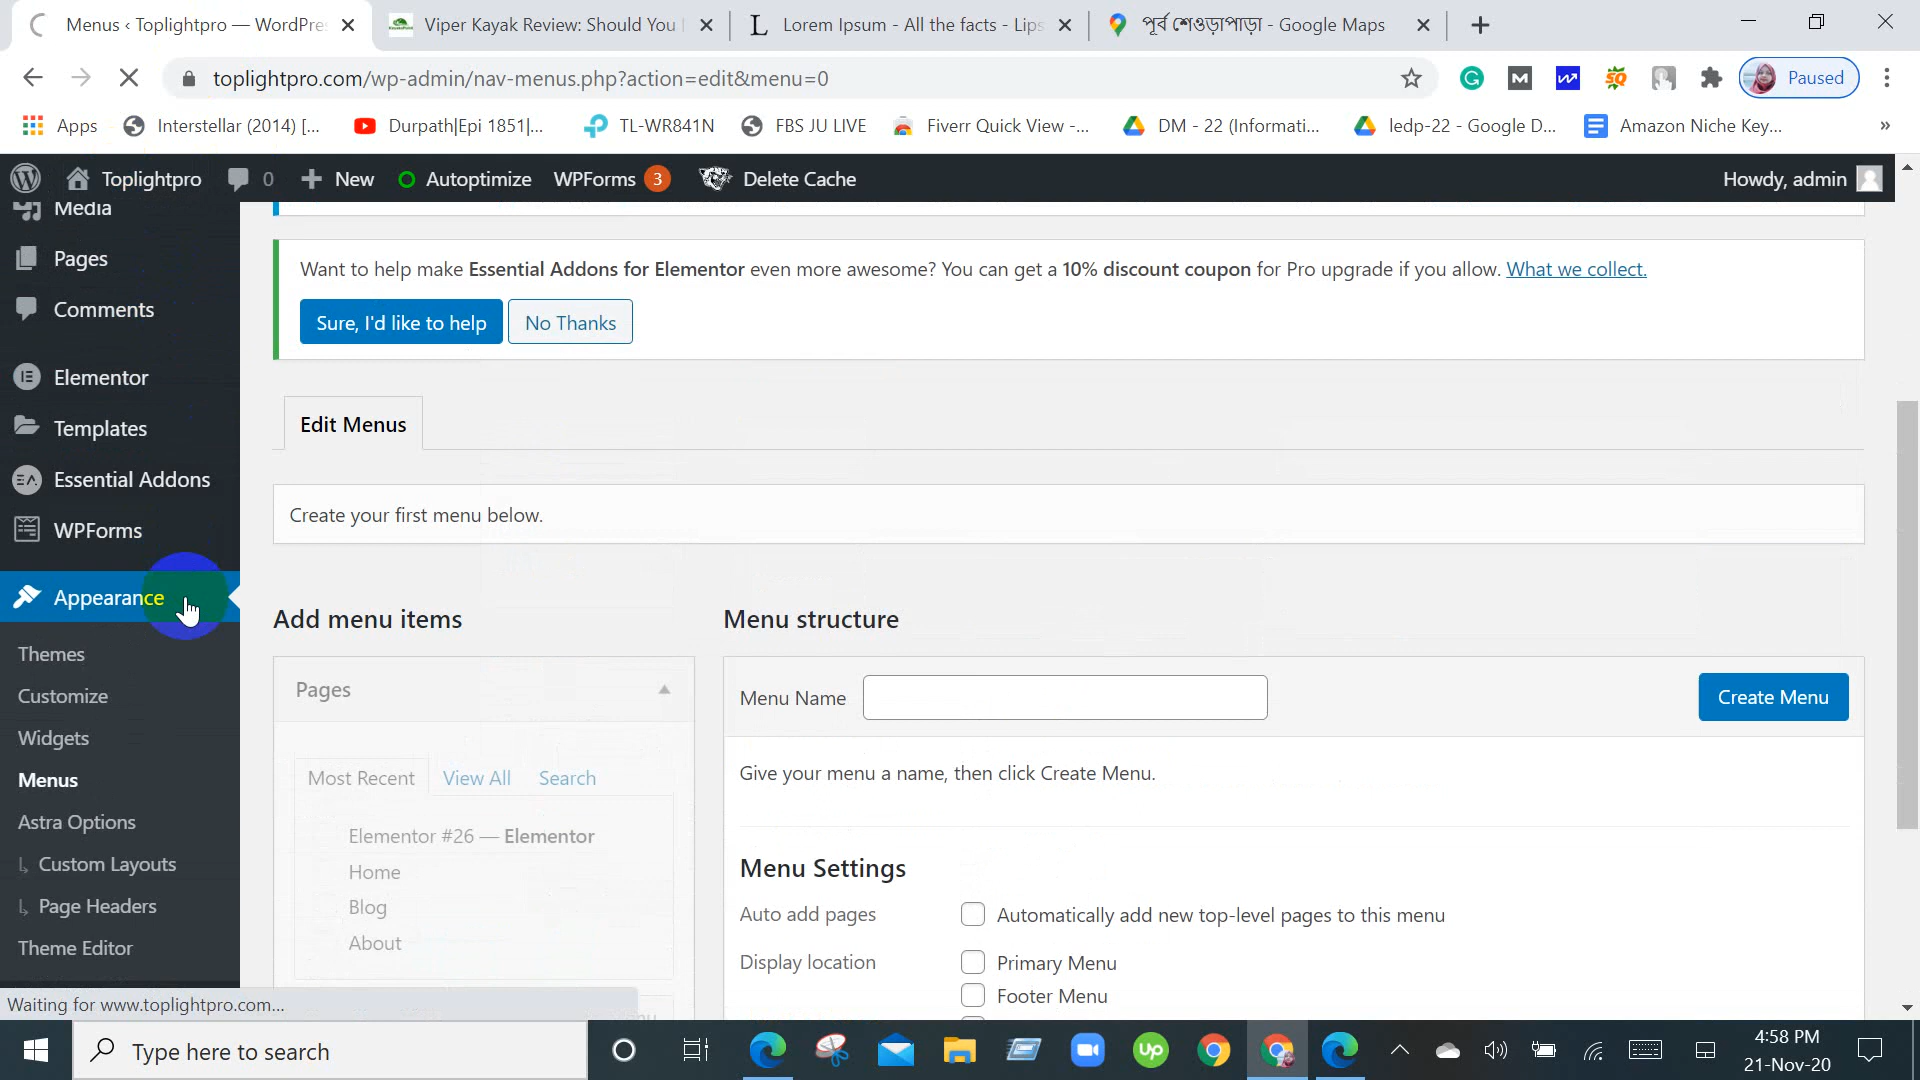 Menus ‹ Toplightpro — WordPres
Viper Kayak Review: Should You
Lorem Ipsum - All the facts - Lips
পূর্ব শেওড়াপাড়া - Google Maps
toplightpro.com/wp-admin/nav-menus.php?action=edit&menu=0
Paused
Apps
Interstellar (2014) [...
Durpath|Epi 1851|...
TL-WR841N
FBS JU LIVE
Fiverr Quick View -...
DM - 22 (Informati...
ledp-22 - Google D...
Amazon Niche Key...
»
Toplightpro
0
New
Autoptimize
WPForms 3
Delete Cache
Howdy, admin
Media
Pages
Comments
Elementor
Templates
Essential Addons
WPForms
Appearance
Themes
Customize
Widgets
Menus
Astra Options
Custom Layouts
Page Headers
Theme Editor
Want to help make Essential Addons for Elementor even more awesome? You can get a 10% discount coupon for Pro upgrade if you allow. What we collect.
Sure, I'd like to help
No Thanks
Edit Menus
Create your first menu below.
Add menu items
Pages
Most Recent
View All
Search
Elementor #26 — Elementor
Home
Blog
About
Menu structure
Menu Name
Create Menu
Give your menu a name, then click Create Menu.
Menu Settings
Auto add pages
Automatically add new top-level pages to this menu
Display location
Primary Menu
Footer Menu
Waiting for www.toplightpro.com...
Type here to search
4:58 PM
21-Nov-20